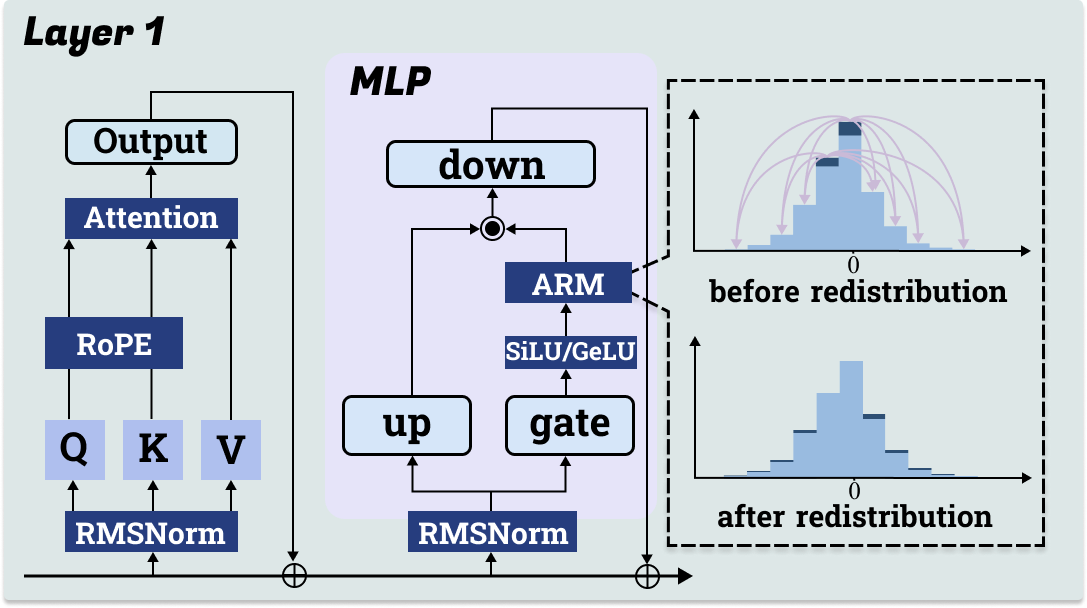 Layer 1
Output
Attention
RoPE
Q
K
V
RMSNorm
MLP
down
ARM
SiLU/GeLU
up
gate
RMSNorm
0
before redistribution
0
after redistribution